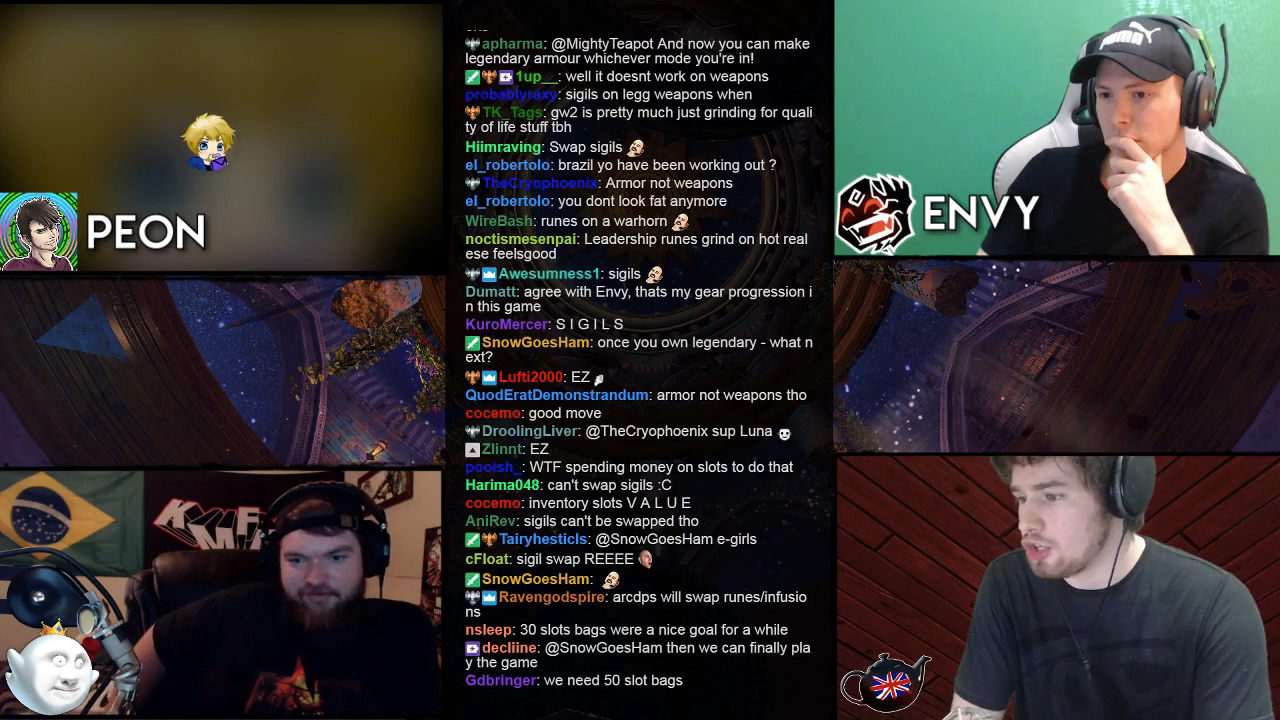 PEON
apharma: @MightyTeapot And now you can make
legendary armour whichever mode you're in!
1up__: well it doesnt work on weapons
probablyraxy: sigils on legg weapons when
TK_Tags: gw2 is pretty much just grinding for quali
ty of life stuff tbh
Hiimraving: Swap sigils
el_robertolo: brazil yo have been working out ?
TheCryophoenix: Armor not weapons
el_robertolo: you dont look fat anymore
WireBash: runes on a warhorn
noctismesenpai: Leadership runes grind on hot real
ese feelsgood
Awesumness1: sigils
Dumatt: agree with Envy, thats my gear progression i
n this game
KuroMercer: S I G I L S
SnowGoesHam: once you own legendary - what n
ext?
Lufti2000: EZ
QuodEratDemonstrandum: armor not weapons tho
cocemo: good move
DroolingLiver: @TheCryophoenix sup Luna
Zlinnt: EZ
pooish_: WTF spending money on slots to do that
Harima048: can't swap sigils :C
cocemo: inventory slots V A L U E
AniRev: sigils can't be swapped tho
Tairyhesticls: @SnowGoesHam e-girls
cFloat: sigil swap REEEE
SnowGoesHam:
Ravengodspire: arcdps will swap runes/infusio
ns
nsleep: 30 slots bags were a nice goal for a while
decliine: @SnowGoesHam then we can finally pla
y the game
Gdbringer: we need 50 slot bags
PUMA
ENVY